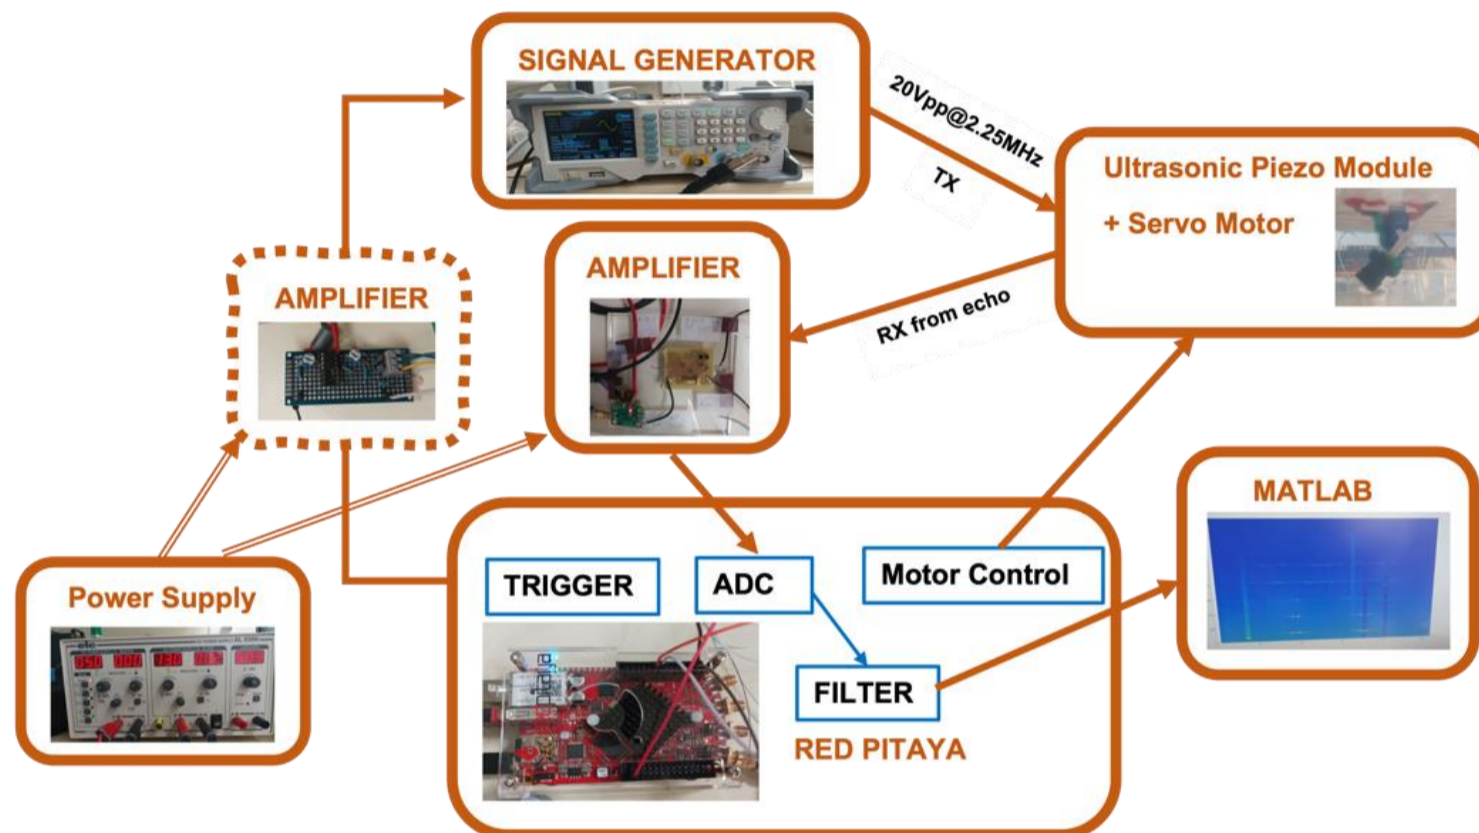 SIGNAL GENERATOR
20Vpp@2.25MHz
TX
Ultrasonic Piezo Module
+ Servo Motor
AMPLIFIER
RX from echo
AMPLIFIER
MATLAB
Power Supply
TRIGGER
ADC
Motor Control
FILTER
RED PITAYA